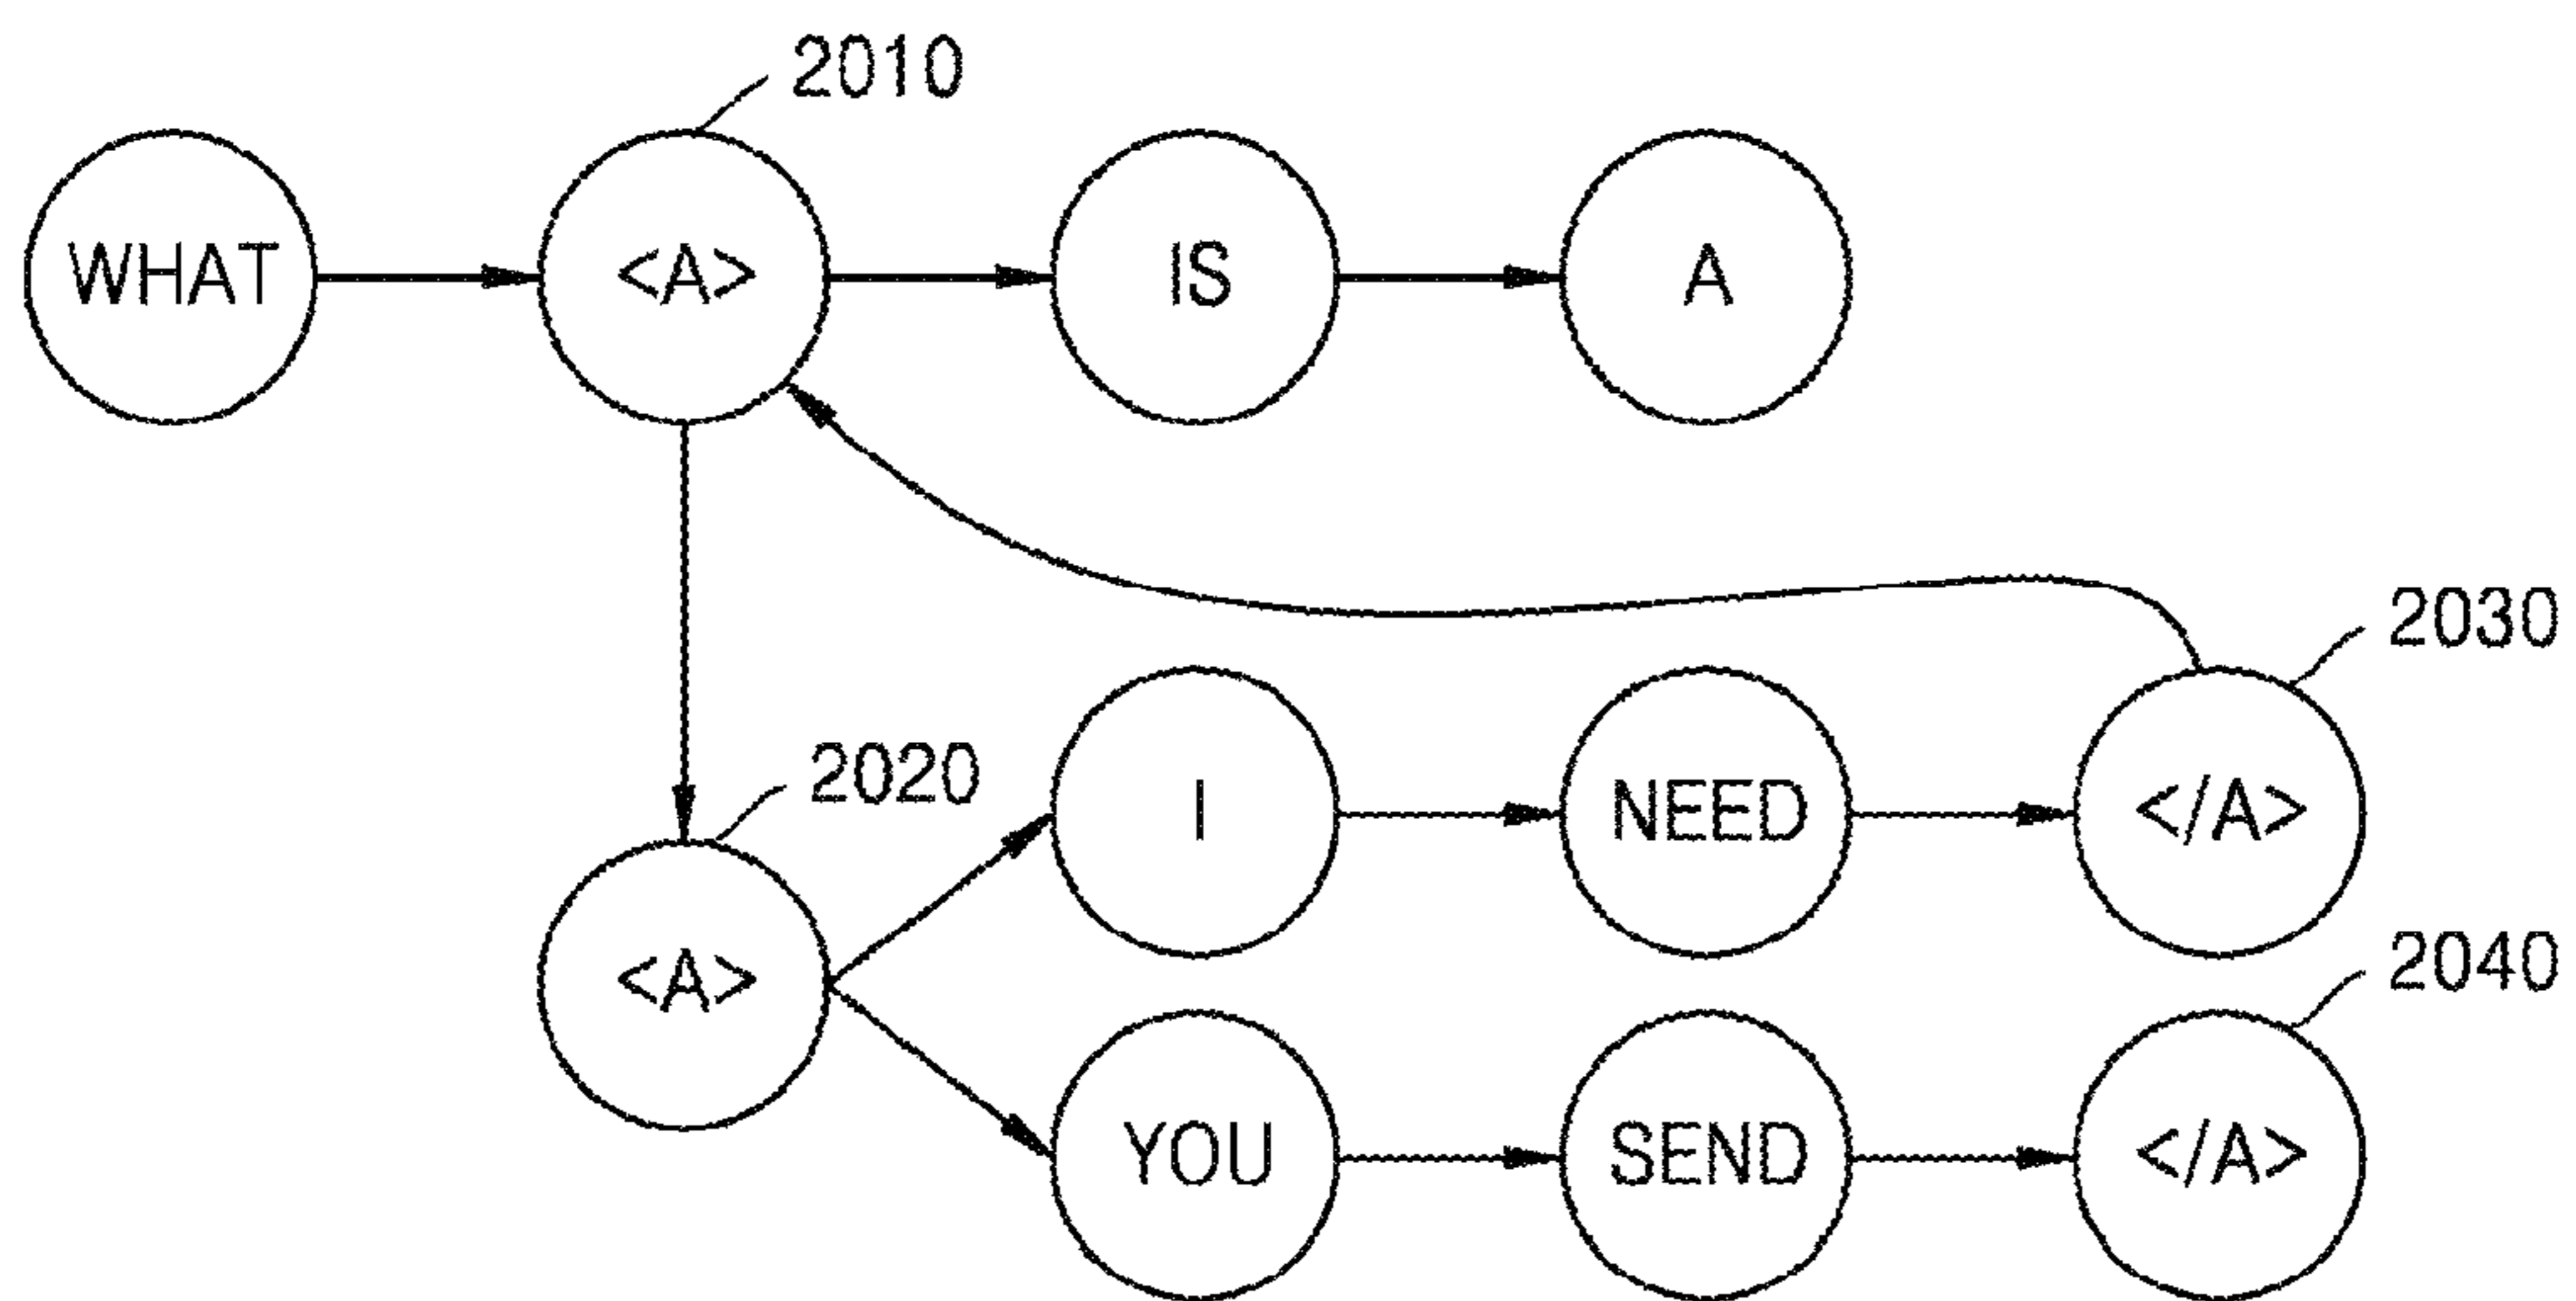 2010
WHAT <A> IS A
2030
2020
I NEED </A>
<A>
2040
YOU SEND </A>